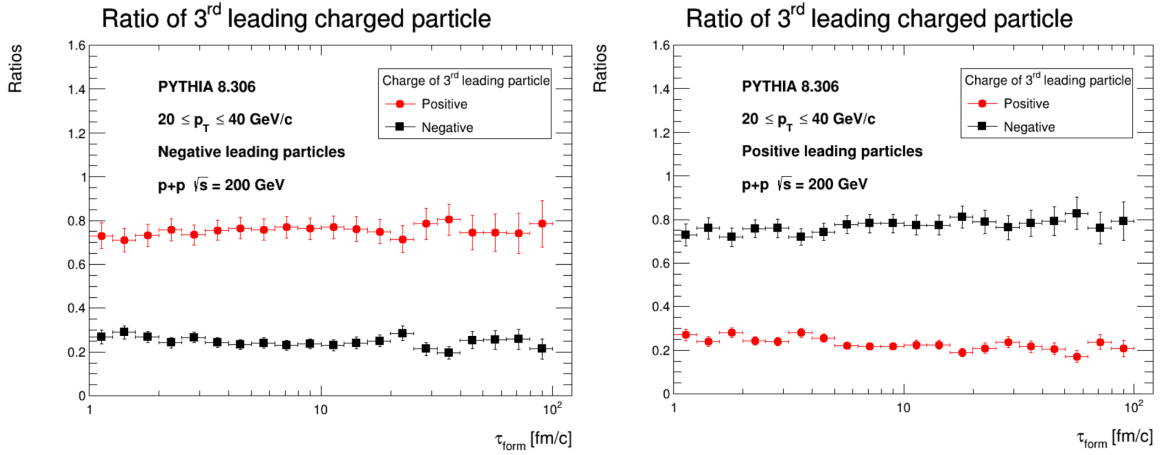 Ratio of 3rd leading charged particle
Ratios
1.6
1.4
1.2
1
0.8
0.6
0.4
0.2
0
PYTHIA 8.306
20 ≤ pT ≤ 40 GeV/c
Negative leading particles
p+p √s = 200 GeV
Charge of 3rd leading particle
Positive
Negative
1
10
10²
τform [fm/c]
Ratio of 3rd leading charged particle
Ratios
1.6
1.4
1.2
1
0.8
0.6
0.4
0.2
0
PYTHIA 8.306
20 ≤ pT ≤ 40 GeV/c
Positive leading particles
p+p √s = 200 GeV
Charge of 3rd leading particle
Positive
Negative
1
10
10²
τform [fm/c]